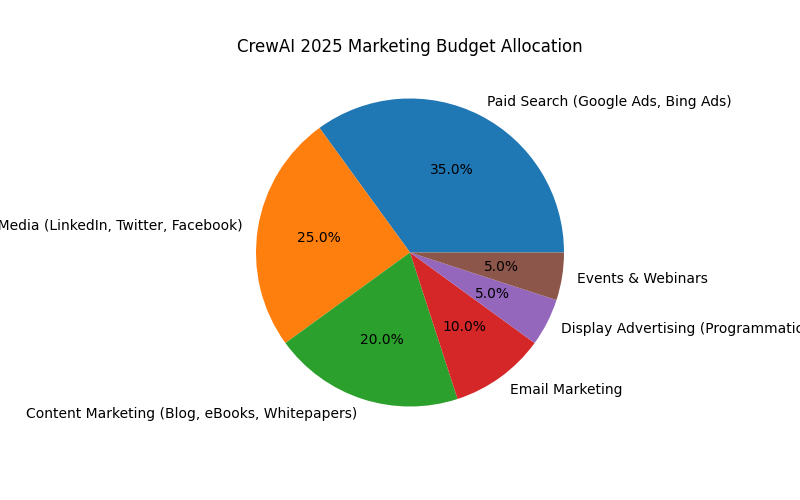 CrewAI 2025 Marketing Budget Allocation
Paid Search (Google Ads, Bing Ads)
35.0%
Media (LinkedIn, Twitter, Facebook)
25.0%
Content Marketing (Blog, eBooks, Whitepapers)
20.0%
Email Marketing
10.0%
Display Advertising (Programmatic
5.0%
Events & Webinars
5.0%